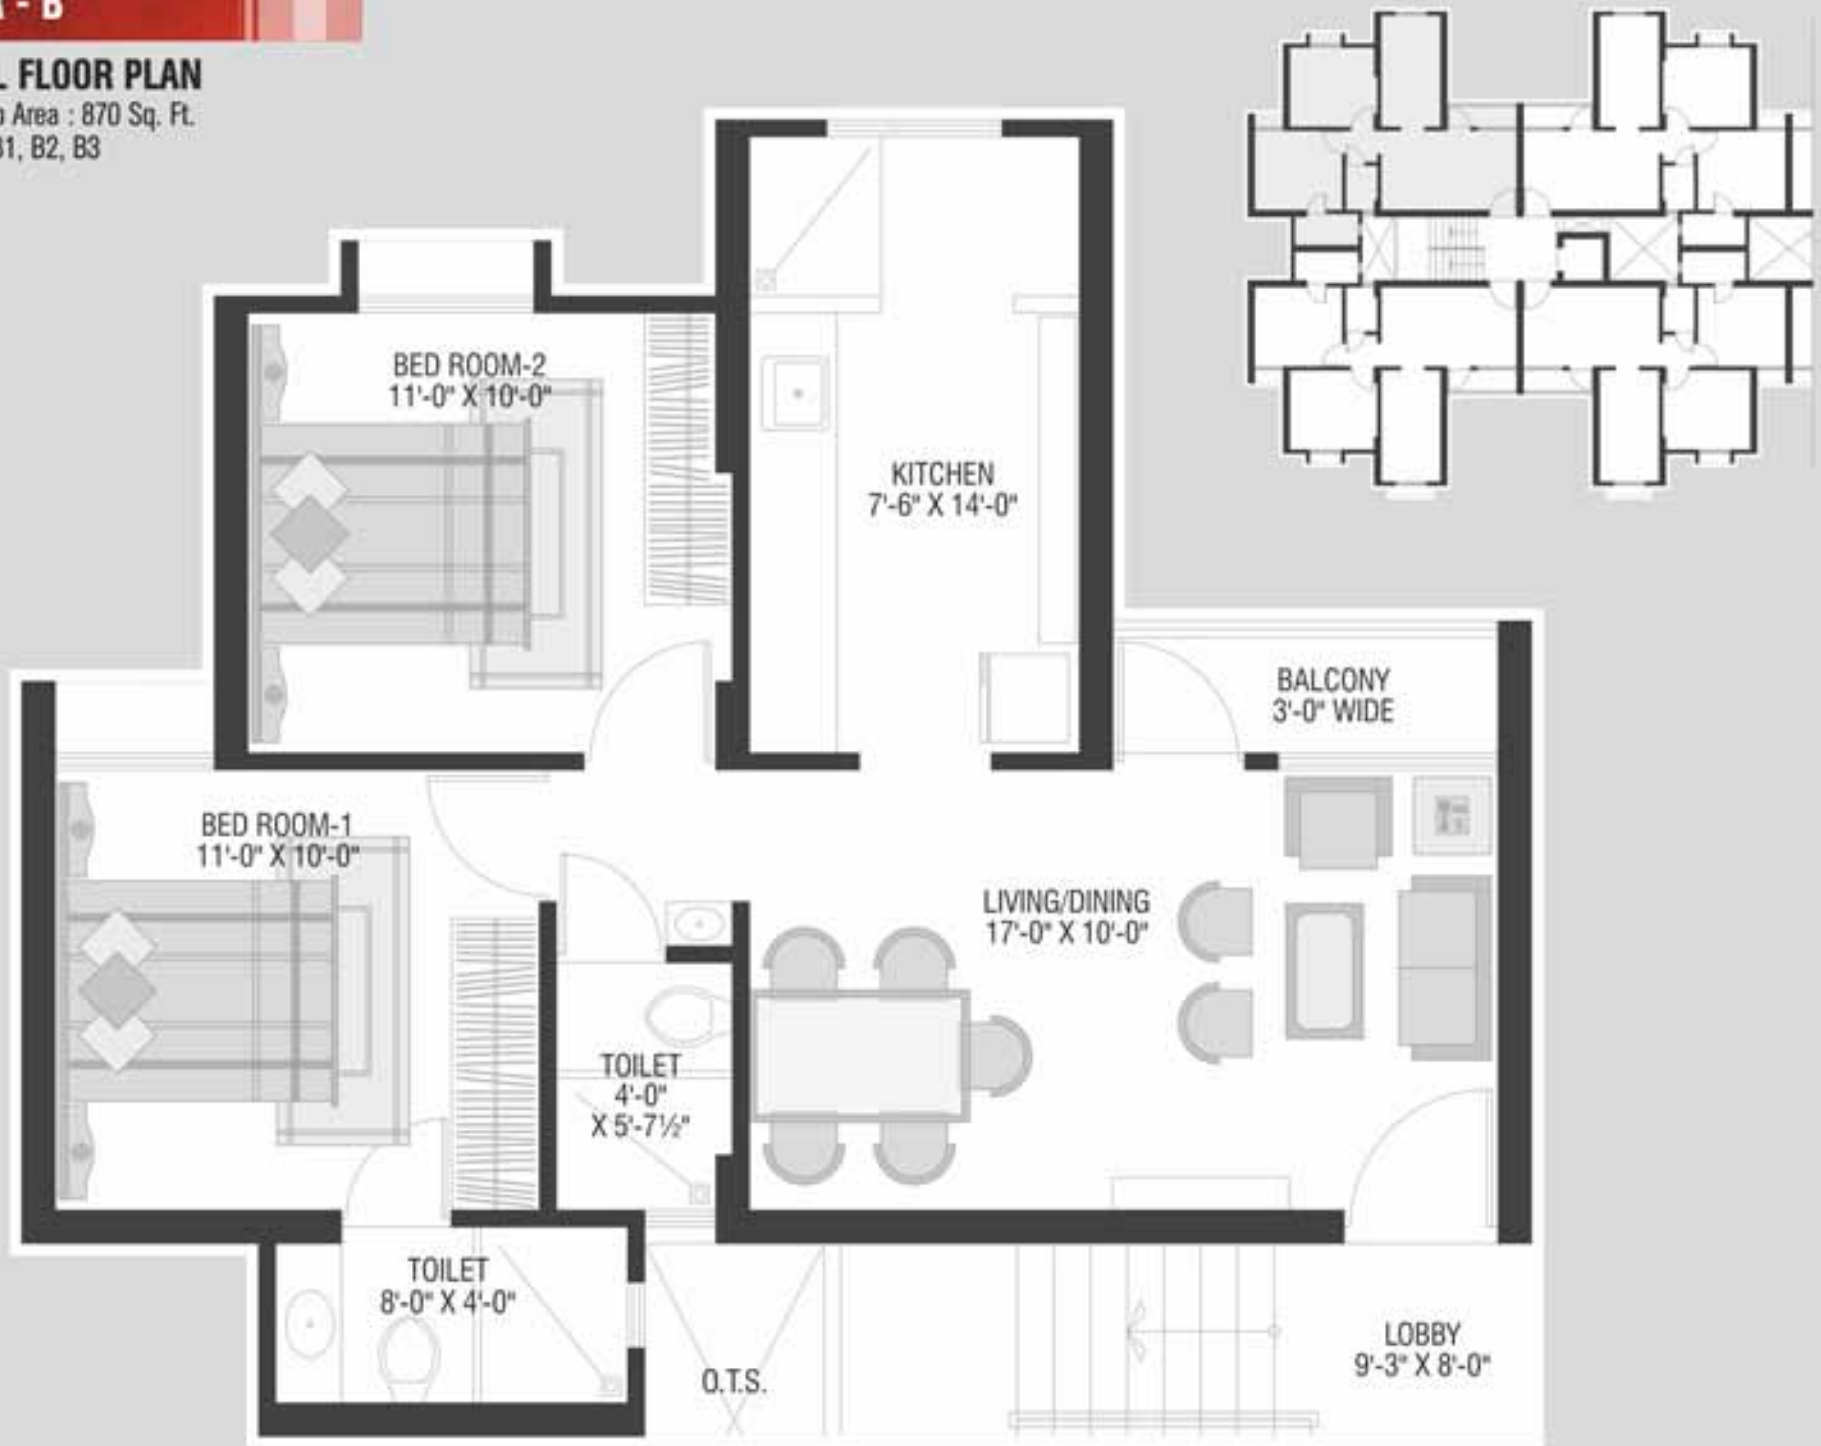 - B
FLOOR PLAN
Area : 870 Sq. Ft.
B2, B3
BED ROOM-2
11'-0" X 10'-0"
KITCHEN
7'-6" X 14'-0"
BALCONY
3'-0" WIDE
BED ROOM-1
11'-0" X 10'-0"
LIVING/DINING
17'-0" X 10'-0"
TOILET
4'-0"
X 5'-7½"
TOILET
8'-0" X 4'-0"
O.T.S.
LOBBY
9'-3" X 8'-0"